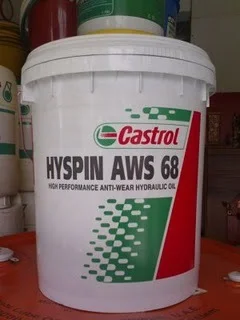 Castrol
HYSPIN AWS 68
HIGH PERFORMANCE ANTI-WEAR HYDRAULIC OIL